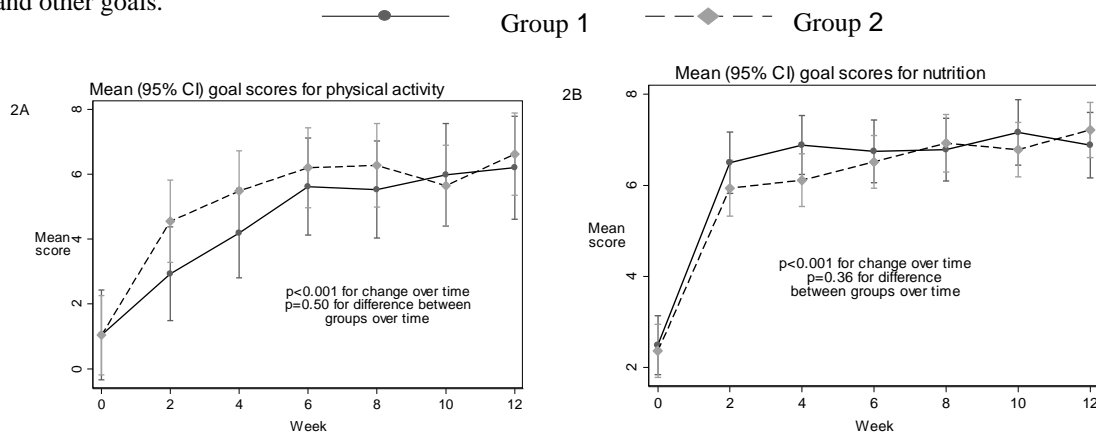 and other goals.
Group 1 Group 2
2A
Mean (95% CI) goal scores for physical activity
8
6
4
2
0
Mean
score
p<0.001 for change over time
p=0.50 for difference between
groups over time
0 2 4 6 8 10 12
Week
2B
Mean (95% CI) goal scores for nutrition
8
6
4
2
Mean
score
p<0.001 for change over time
p=0.36 for difference
between groups over time
0 2 4 6 8 10 12
Week